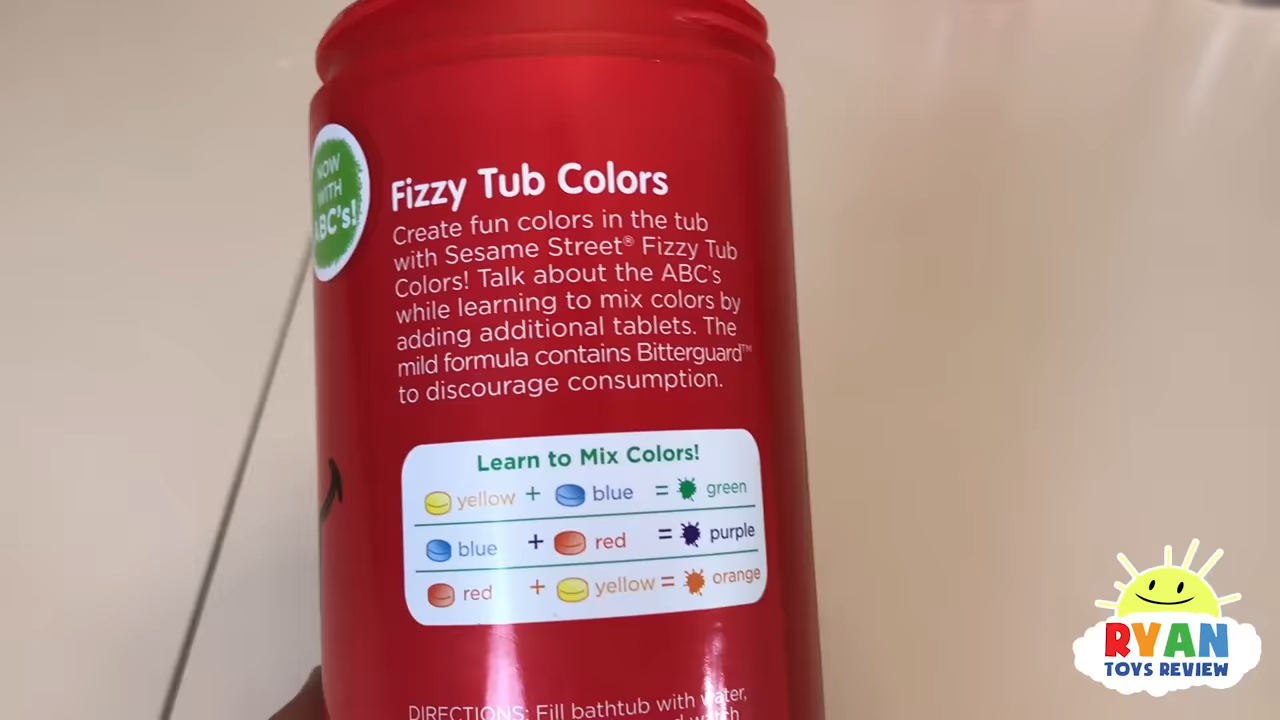 NOW
WITH
ABC's!
Fizzy Tub Colors
Create fun colors in the tub
with Sesame Street® Fizzy Tub
Colors! Talk about the ABC's
while learning to mix colors by
adding additional tablets. The
mild formula contains Bitterguard™
to discourage consumption.
Learn to Mix Colors!
yellow + blue = green
blue + red = purple
red + yellow = orange
DIRECTIONS: Fill bathtub with water,
and watch
RYAN
TOYS REVIEW